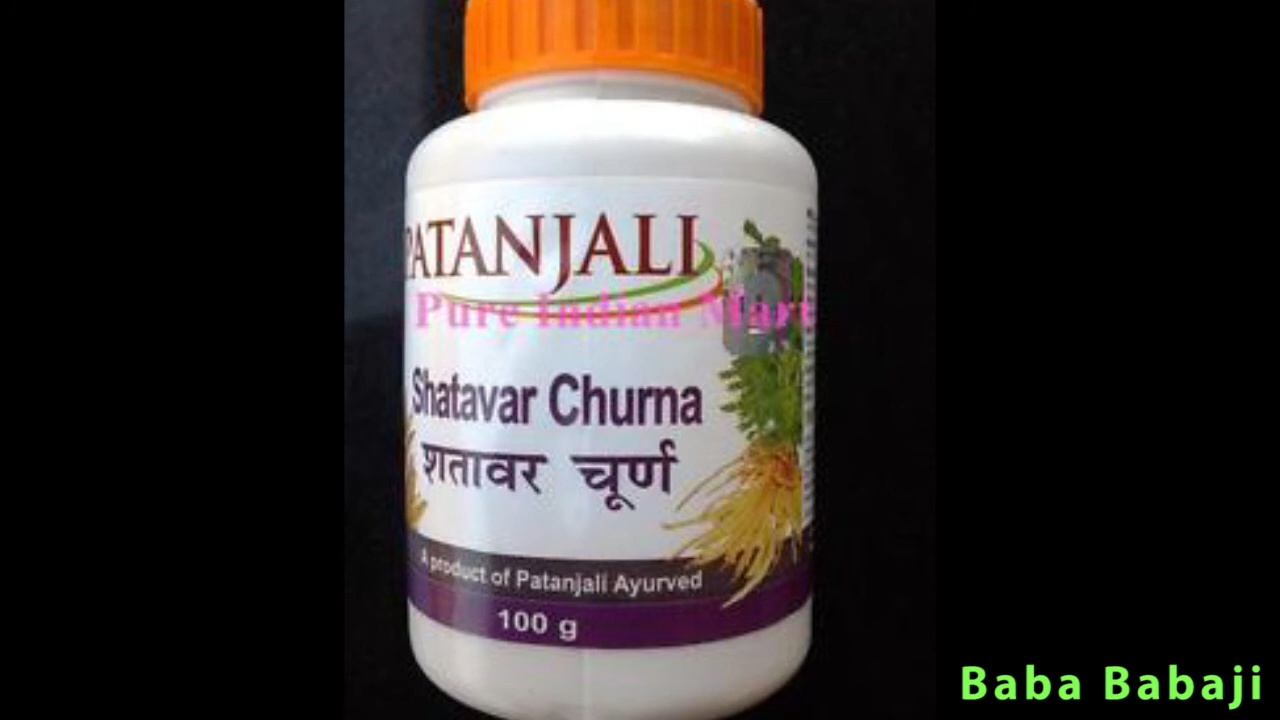 PATANJALI
Pure Indian Mart
Shatavar Churna
शतावर चूर्ण
A product of Patanjali Ayurved
100 g
Baba Babaji